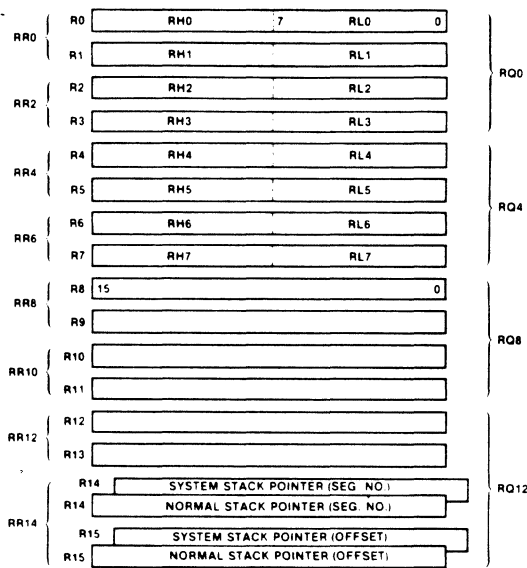 RR0 R0 RH0 7 RL0 0
R1 RH1 RL1
RQ0
RR2 R2 RH2 RL2
R3 RH3 RL3
RR4 R4 RH4 RL4
R5 RH5 RL5
RQ4
RR6 R6 RH6 RL6
R7 RH7 RL7
RR8 R8 15 0
R9
RQ8
RR10 R10
R11
RR12 R12
R13
RQ12
R14 SYSTEM STACK POINTER (SEG. NO.)
RR14 R14 NORMAL STACK POINTER (SEG. NO.)
R15 SYSTEM STACK POINTER (OFFSET)
R15 NORMAL STACK POINTER (OFFSET)